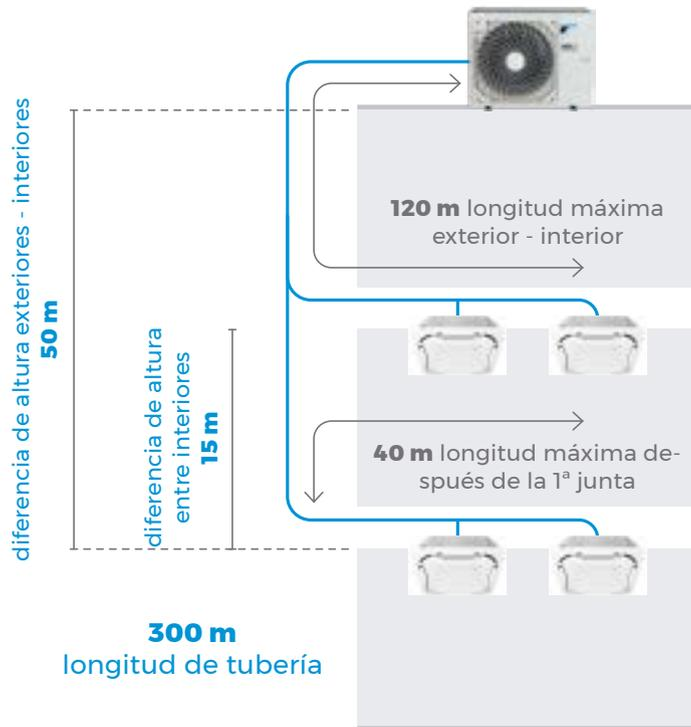 diferencia de altura exteriores - interiores
50 m
120 m longitud máxima
exterior - interior
diferencia de altura
entre interiores
15 m
40 m longitud máxima de-
spués de la 1ª junta
300 m
longitud de tubería